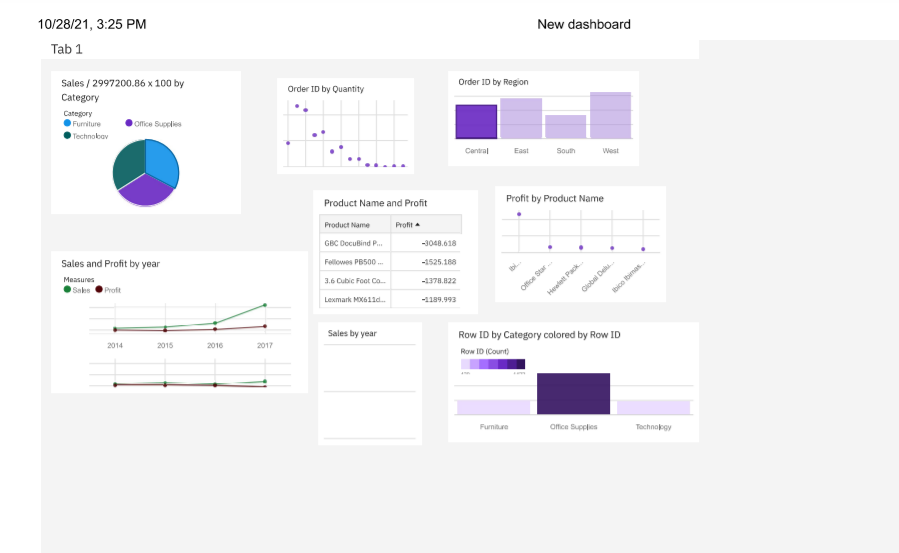 10/28/21, 3:25 PM
New dashboard
Tab 1
Sales / 2997200.86 x 100 by
Category
Category
Furniture
Office Supplies
Technology
Order ID by Quantity
Order ID by Region
Central
East
South
West
Product Name and Profit
Product Name
Profit
GBC DocuBind P...
-3048.618
Fellowes PB500 ...
-1525.188
3.6 Cubic Foot Co...
-1378.822
Lexmark MX611d...
-1189.993
Profit by Product Name
Ibi...
Office Star ...
Hewlett Pack...
Global Delu...
Ibico Ibimas...
Sales and Profit by year
Measures
Sales
Profit
2014
2015
2016
2017
Sales by year
Row ID by Category colored by Row ID
Row ID (Count)
Furniture
Office Supplies
Technology